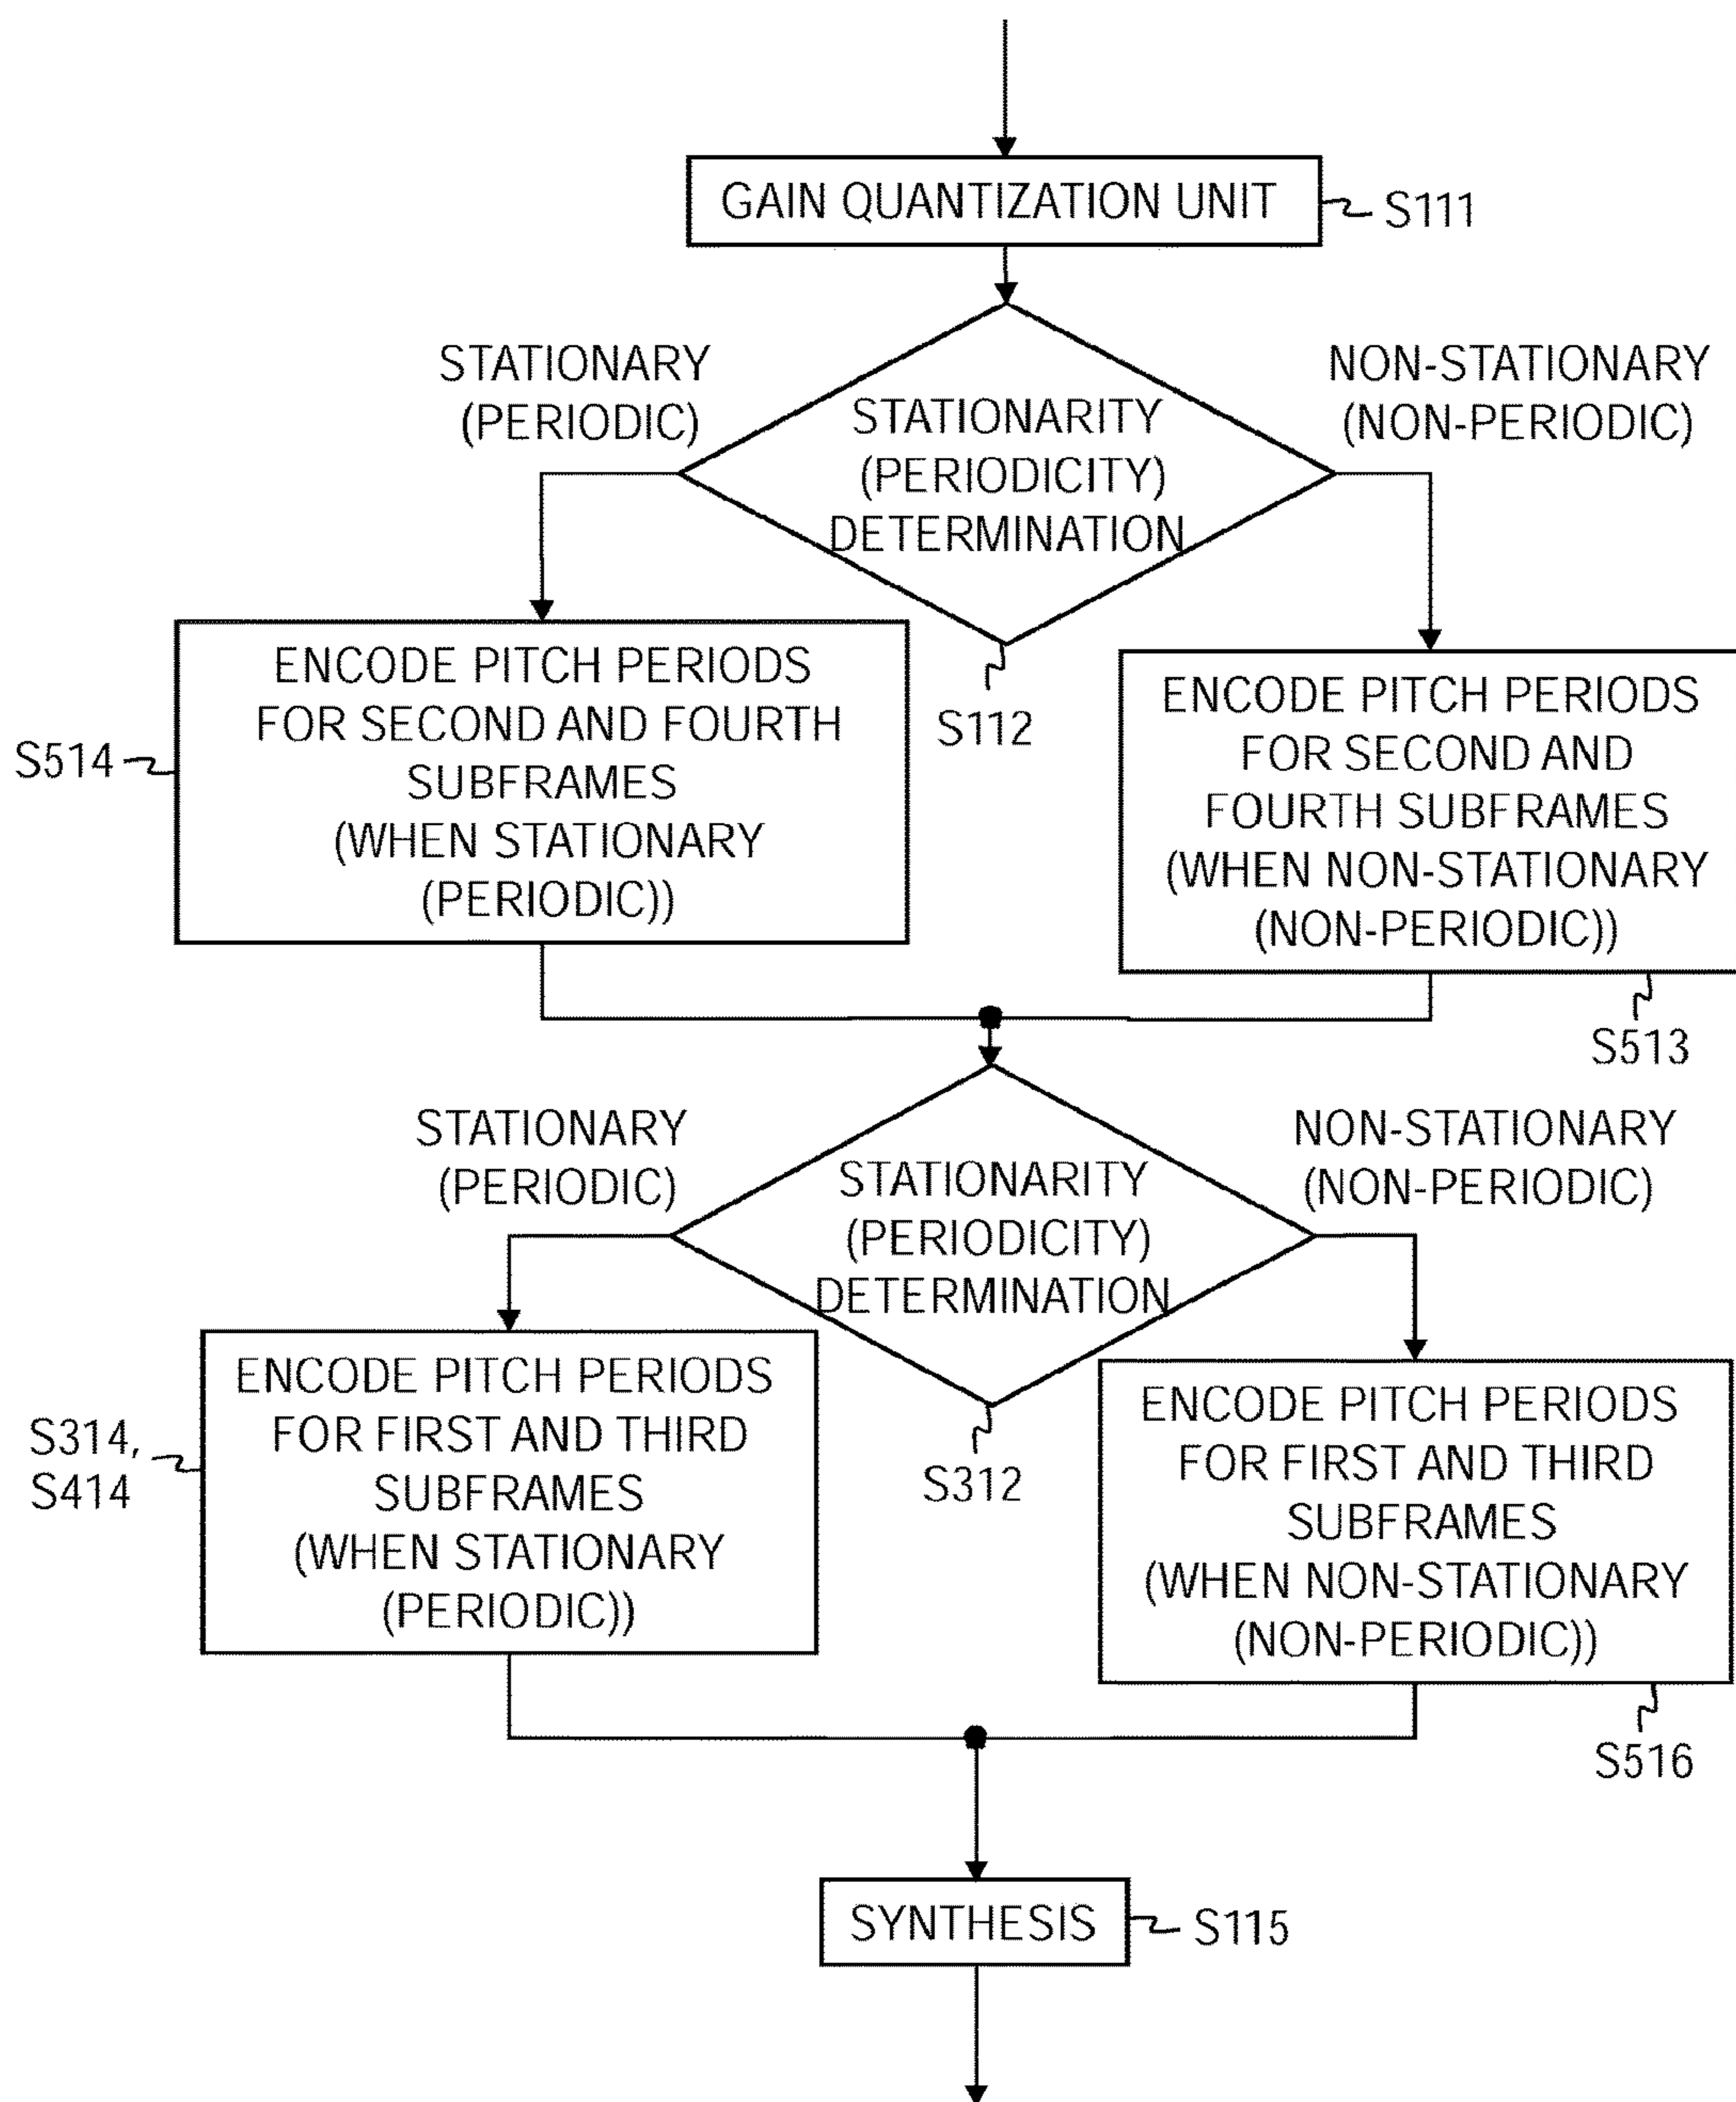 GAIN QUANTIZATION UNIT
S111
STATIONARY
(PERIODIC)
STATIONARITY
(PERIODICITY)
DETERMINATION
NON-STATIONARY
(NON-PERIODIC)
S112
S514
ENCODE PITCH PERIODS
FOR SECOND AND FOURTH
SUBFRAMES
(WHEN STATIONARY
(PERIODIC))
ENCODE PITCH PERIODS
FOR SECOND AND
FOURTH SUBFRAMES
(WHEN NON-STATIONARY
(NON-PERIODIC))
S513
STATIONARY
(PERIODIC)
STATIONARITY
(PERIODICITY)
DETERMINATION
NON-STATIONARY
(NON-PERIODIC)
S312
S314,
S414
ENCODE PITCH PERIODS
FOR FIRST AND THIRD
SUBFRAMES
(WHEN STATIONARY
(PERIODIC))
ENCODE PITCH PERIODS
FOR FIRST AND THIRD
SUBFRAMES
(WHEN NON-STATIONARY
(NON-PERIODIC))
S516
SYNTHESIS
S115